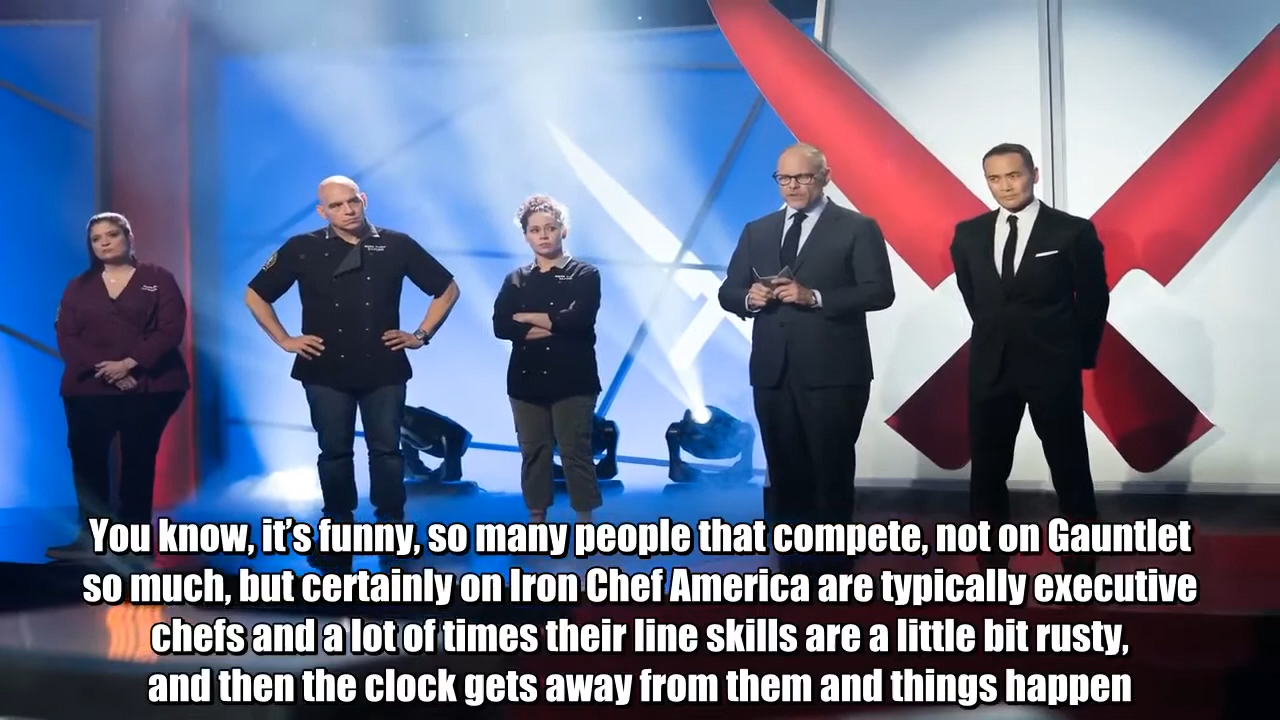 You know, it’s funny, so many people that compete, not on Gauntlet
so much, but certainly on Iron Chef America are typically executive
chefs and a lot of times their line skills are a little bit rusty,
and then the clock gets away from them and things happen